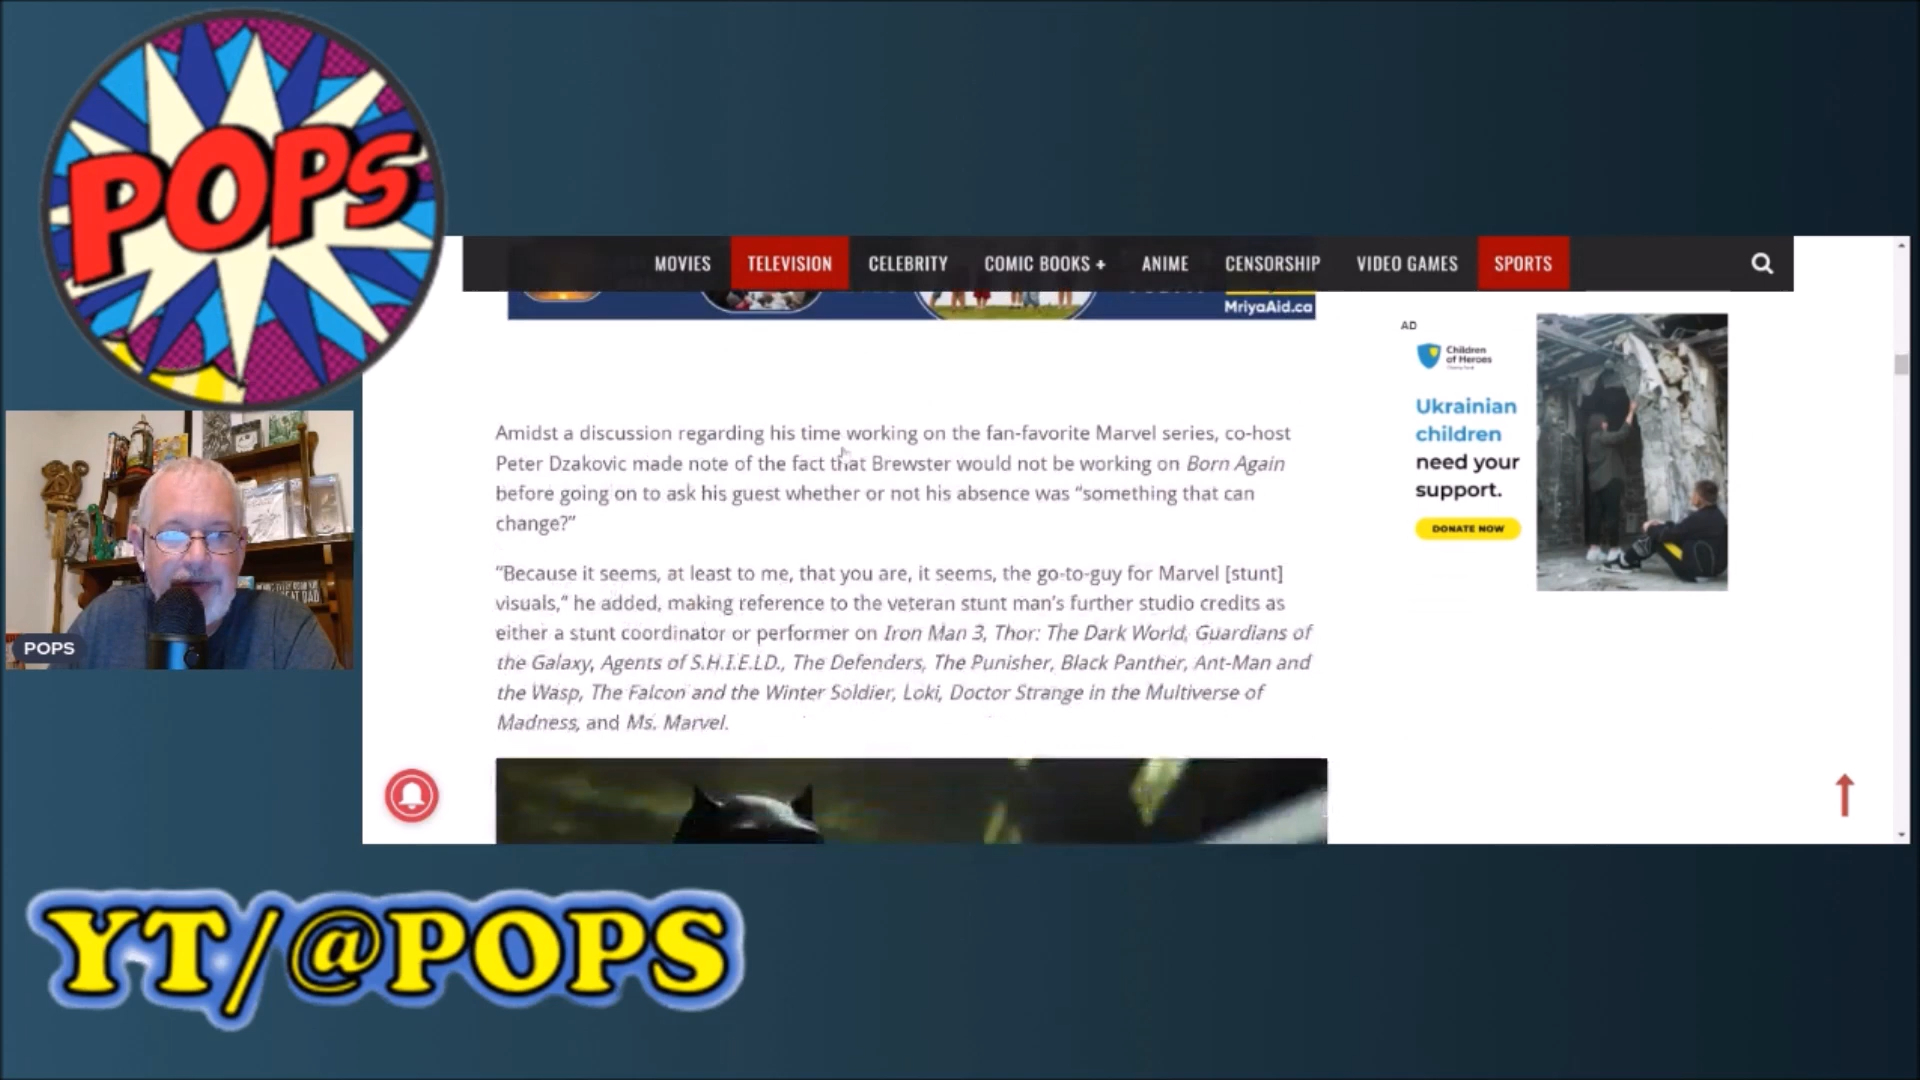 POPS
MOVIES TELEVISION CELEBRITY COMIC BOOKS + ANIME CENSORSHIP VIDEO GAMES SPORTS
MriyaAid.ca
AD
Children
of Heroes
Ukrainian
children
need your
support.
DONATE NOW
Amidst a discussion regarding his time working on the fan-favorite Marvel series, co-host
Peter Dzakovic made note of the fact that Brewster would not be working on Born Again
before going on to ask his guest whether or not his absence was “something that can
change?”
“Because it seems, at least to me, that you are, it seems, the go-to-guy for Marvel [stunt]
visuals,“ he added, making reference to the veteran stunt man’s further studio credits as
either a stunt coordinator or performer on Iron Man 3, Thor: The Dark World, Guardians of
the Galaxy, Agents of S.H.I.E.L.D., The Defenders, The Punisher, Black Panther, Ant-Man and
the Wasp, The Falcon and the Winter Soldier, Loki, Doctor Strange in the Multiverse of
Madness, and Ms. Marvel.
POPS
YT/@POPS